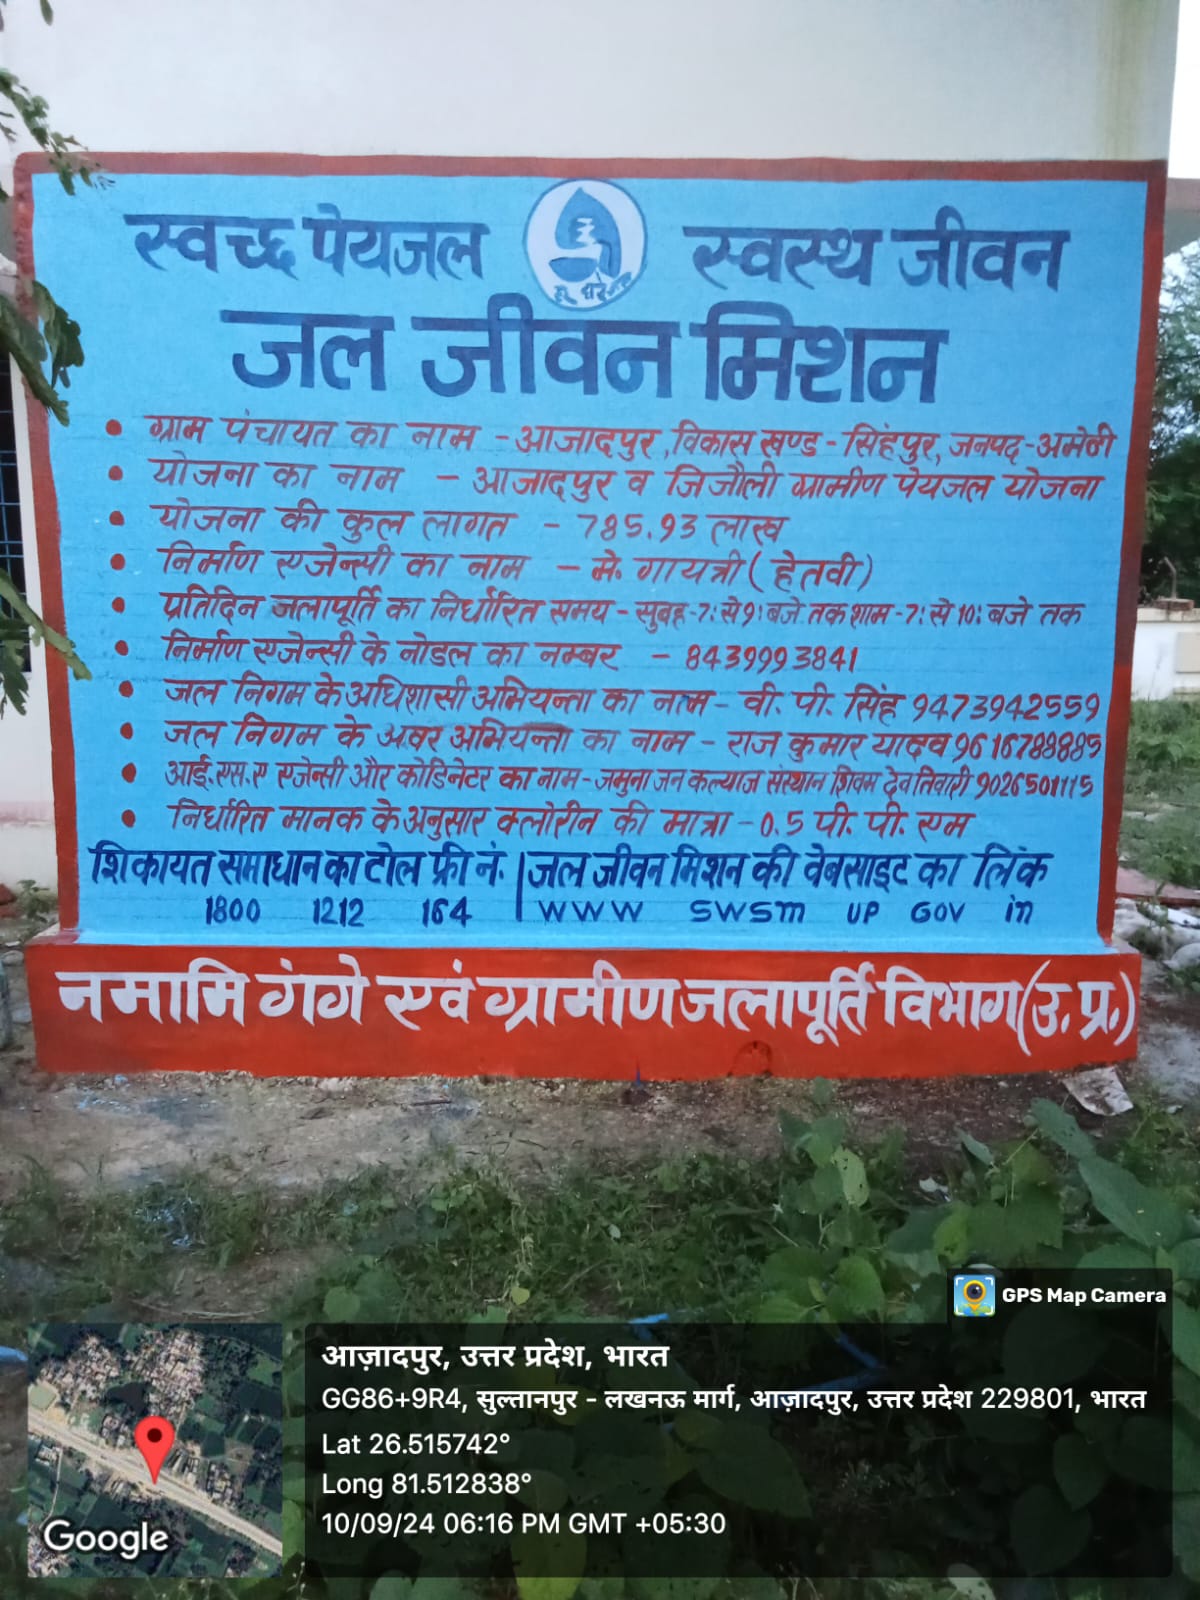 स्वच्छ पेयजल स्वस्थ जीवन
हर घर जल
जल जीवन मिशन
• ग्राम पंचायत का नाम - आजादपुर, विकास खण्ड - सिंहपुर, जनपद - अमेठी
• योजना का नाम - आजादपुर व जिजौली ग्रामीण पेयजल योजना
• योजना की कुल लागत - 785.93 लाख
• निर्माण एजेन्सी का नाम - मे. गायत्री (हेतवी)
• प्रतिदिन जलापूर्ति का निर्धारित समय - सुबह - 7: से 9: बजे तक शाम - 7: से 10: बजे तक
• निर्माण एजेन्सी के नोडल का नम्बर - 8439993841
• जल निगम के अधिशासी अभियन्ता का नाम - वी. पी. सिंह 9473942559
• जल निगम के अवर अभियन्ता का नाम - राज कुमार यादव 9616788885
• आई.एस.ए एजेन्सी और कोडिनेटर का नाम - जमुना जन कल्याज संस्थान शिवम देव तिवारी 9026501115
• निर्धारित मानक के अनुसार क्लोरीन की मात्रा - 0.5 पी. पी. एम
शिकायत समाधान का टोल फ्री नं. | जल जीवन मिशन की वेबसाइट का लिंक
1800 1212 164 | WWW SWSM UP GOV in
नमामि गंगे एवं ग्रामीण जलापूर्ति विभाग (उ. प्र.)
GPS Map Camera
आज़ादपुर, उत्तर प्रदेश, भारत
GG86+9R4, सुल्तानपुर - लखनऊ मार्ग, आज़ादपुर, उत्तर प्रदेश 229801, भारत
Lat 26.515742°
Long 81.512838°
10/09/24 06:16 PM GMT +05:30
Google